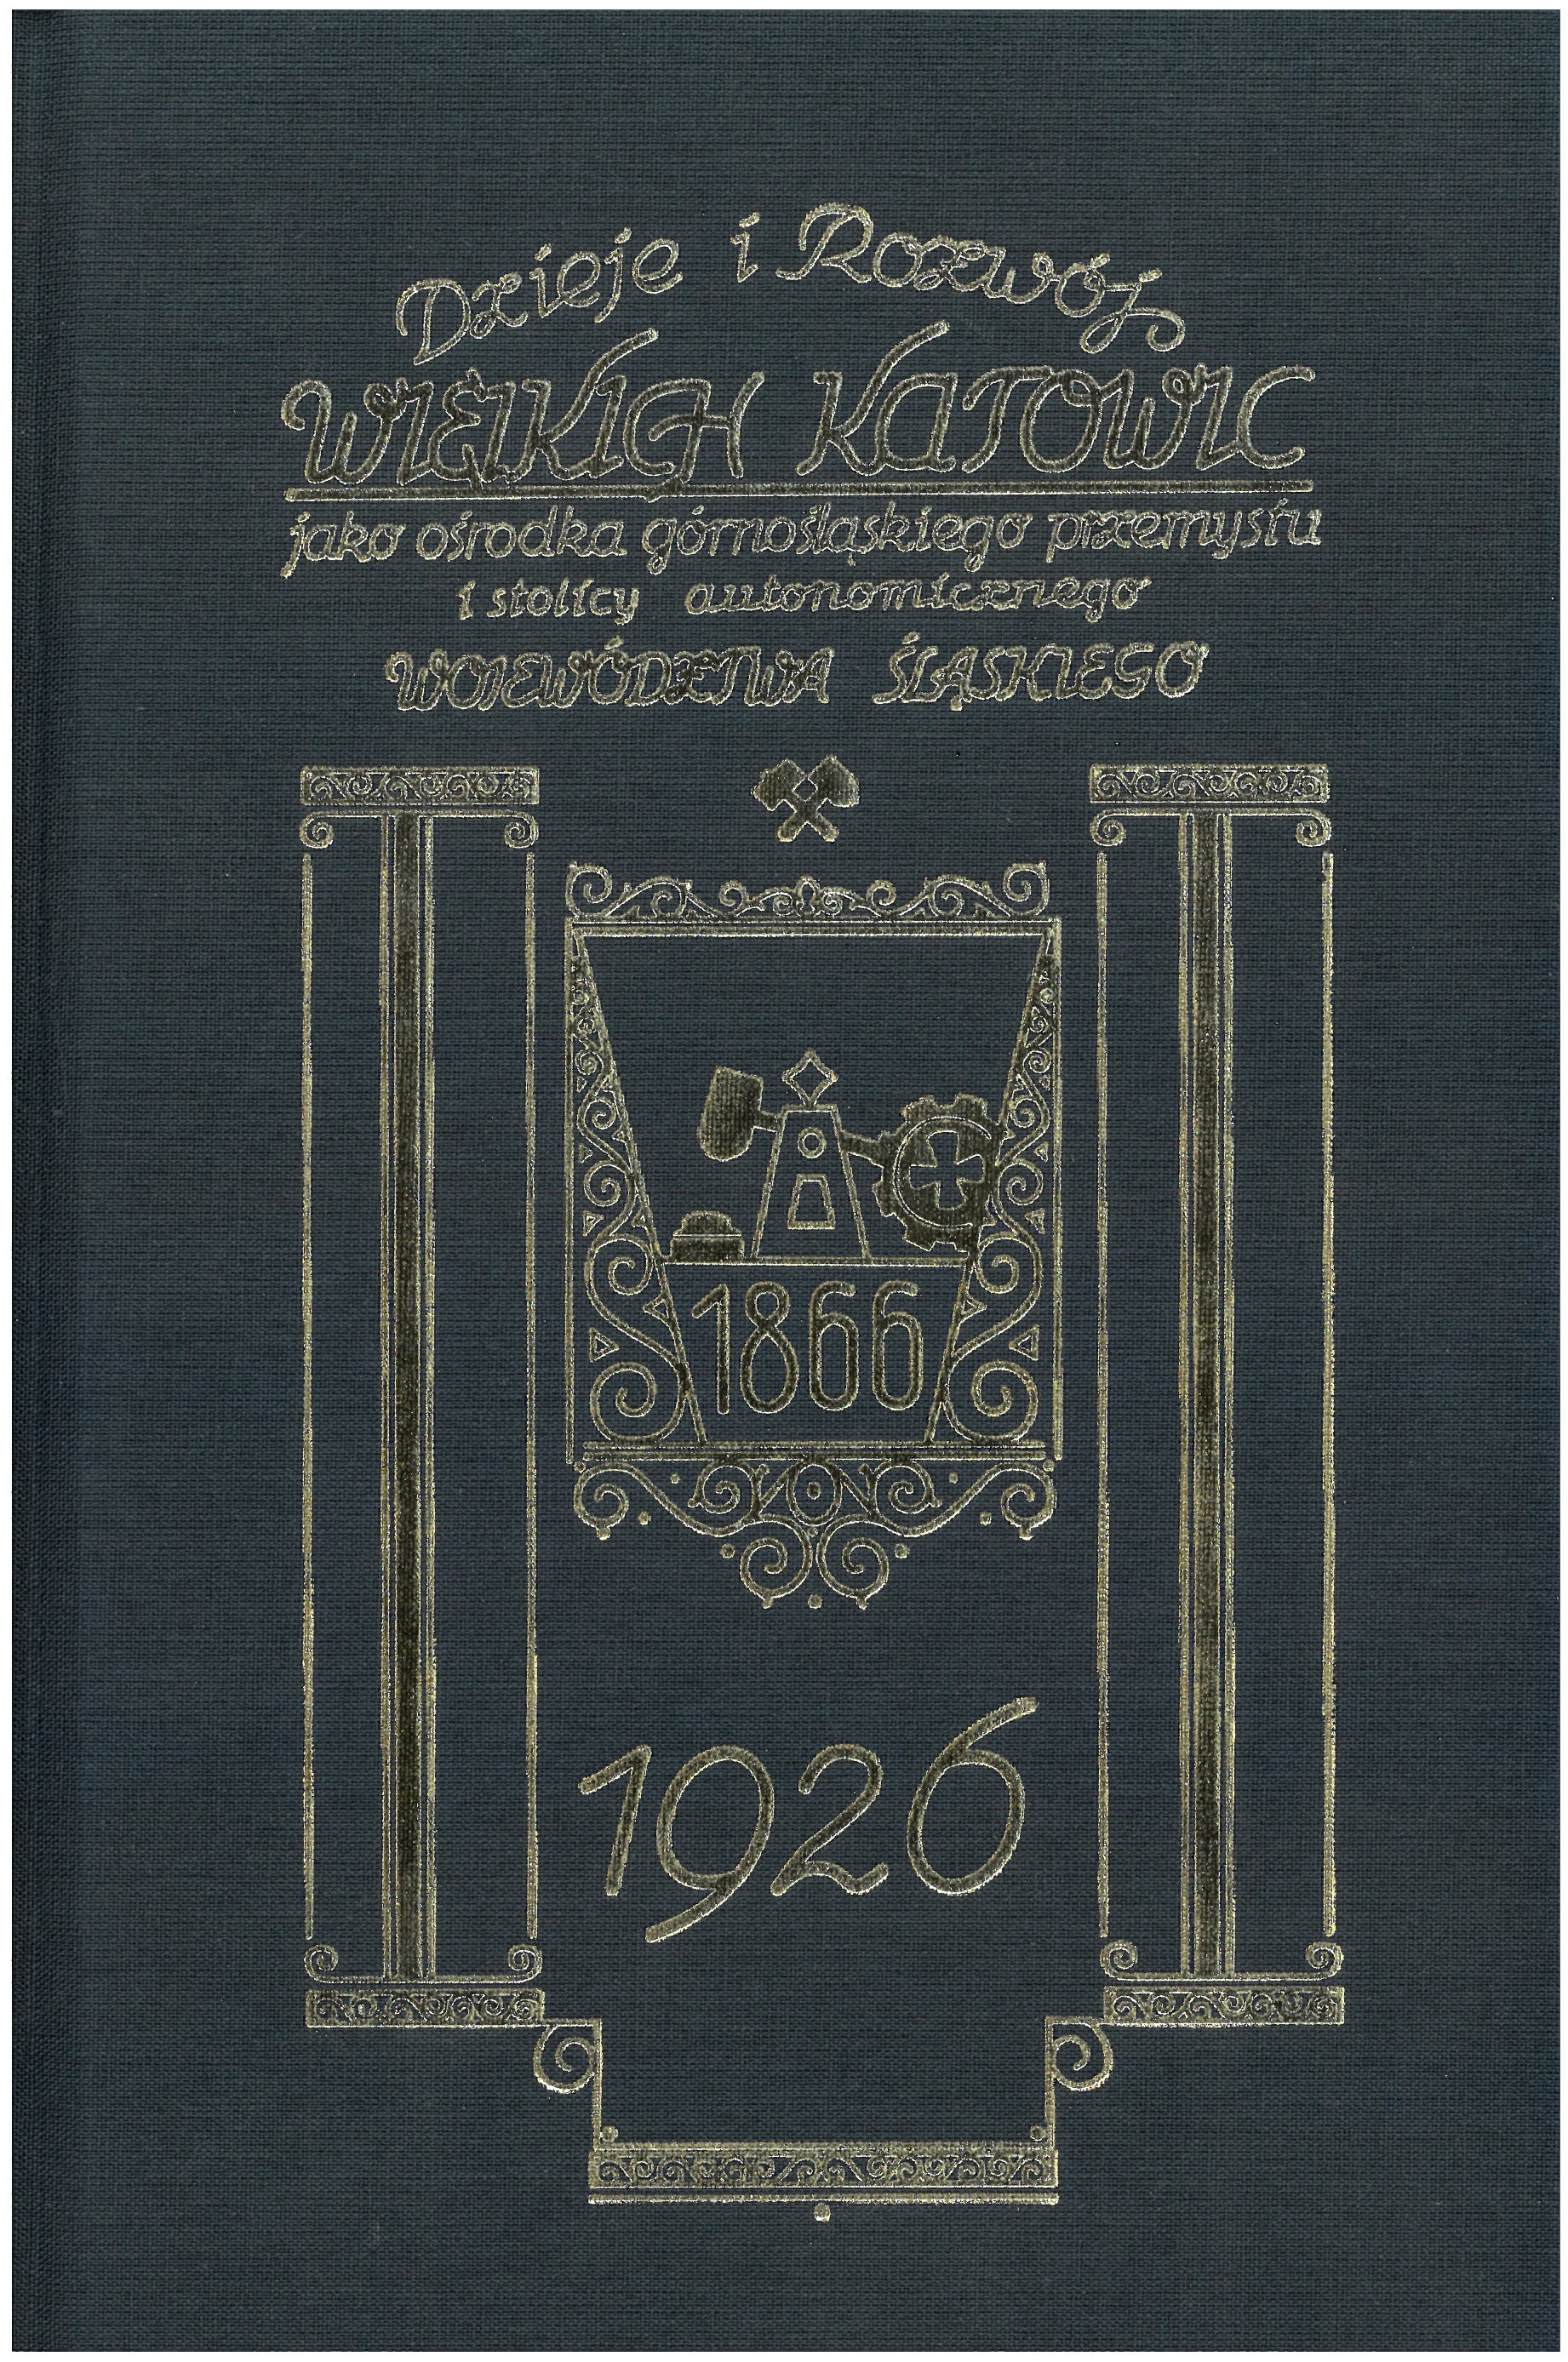 Dzieje i Rozwój
WIELKICH KATOWIC
jako ośrodka górnośląskiego przemysłu
i stolicy autonomicznego
WOJEWÓDZTWA ŚLĄSKIEGO
1866
1926